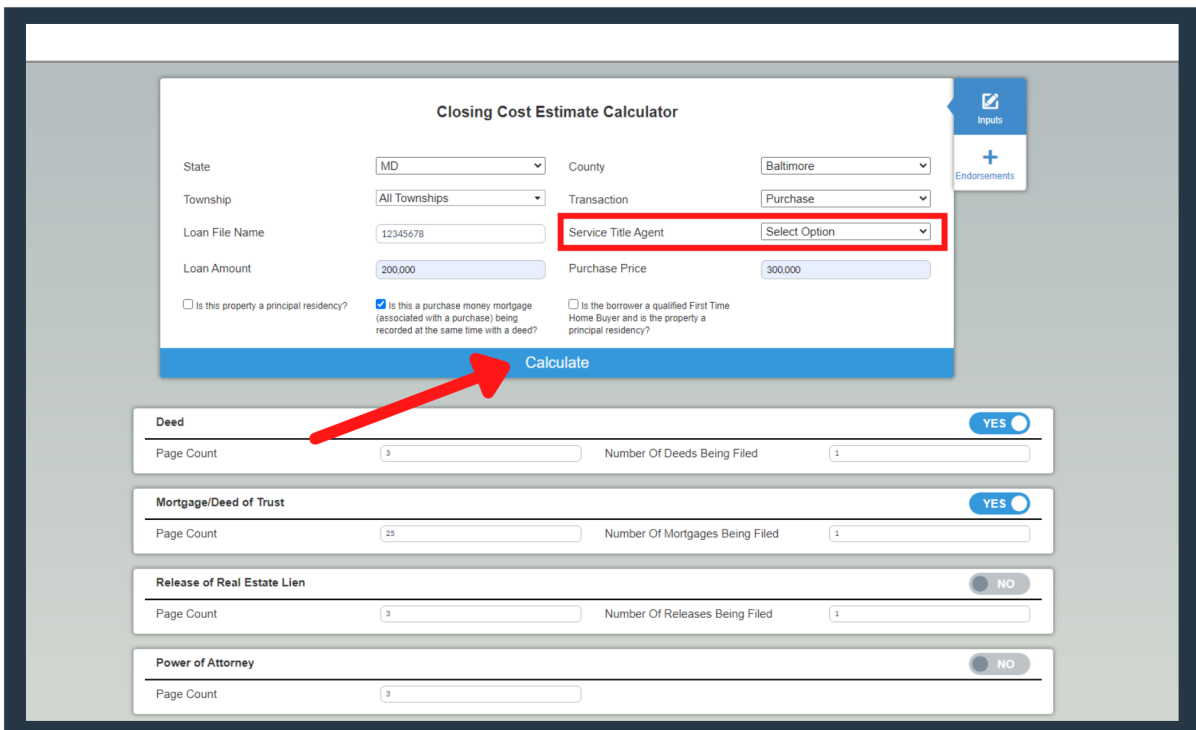 Closing Cost Estimate Calculator
Inputs
Endorsements
State MD County Baltimore
Township All Townships Transaction Purchase
Loan File Name 12345678 Service Title Agent Select Option
Loan Amount 200,000 Purchase Price 300,000
Is this property a principal residency?
Is this a purchase money mortgage
(associated with a purchase) being
recorded at the same time with a deed?
Is the borrower a qualified First Time
Home Buyer and is the property a
principal residency?
Calculate
Deed YES
Page Count 3 Number Of Deeds Being Filed 1
Mortgage/Deed of Trust YES
Page Count 25 Number Of Mortgages Being Filed 1
Release of Real Estate Lien NO
Page Count 3 Number Of Releases Being Filed 1
Power of Attorney NO
Page Count 3